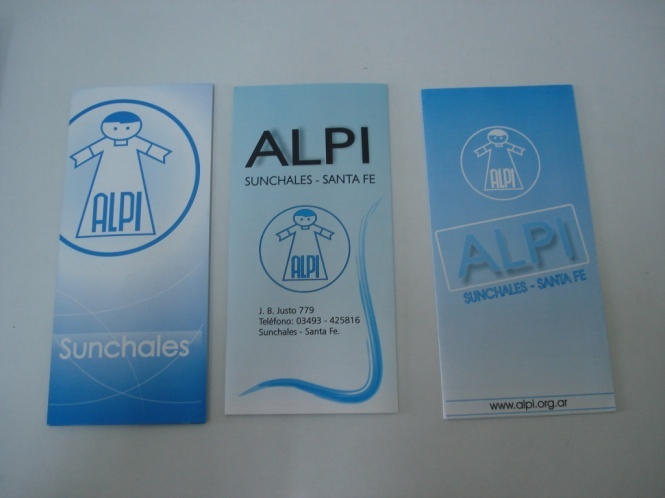 ALPI
Sunchales
ALPI
SUNCHALES - SANTA FE
ALPI
J. B. Justo 779
Teléfono: 03493 - 425816
Sunchales - Santa Fe.
ALPI
ALPI
SUNCHALES - SANTA FE
www.alpi.org.ar